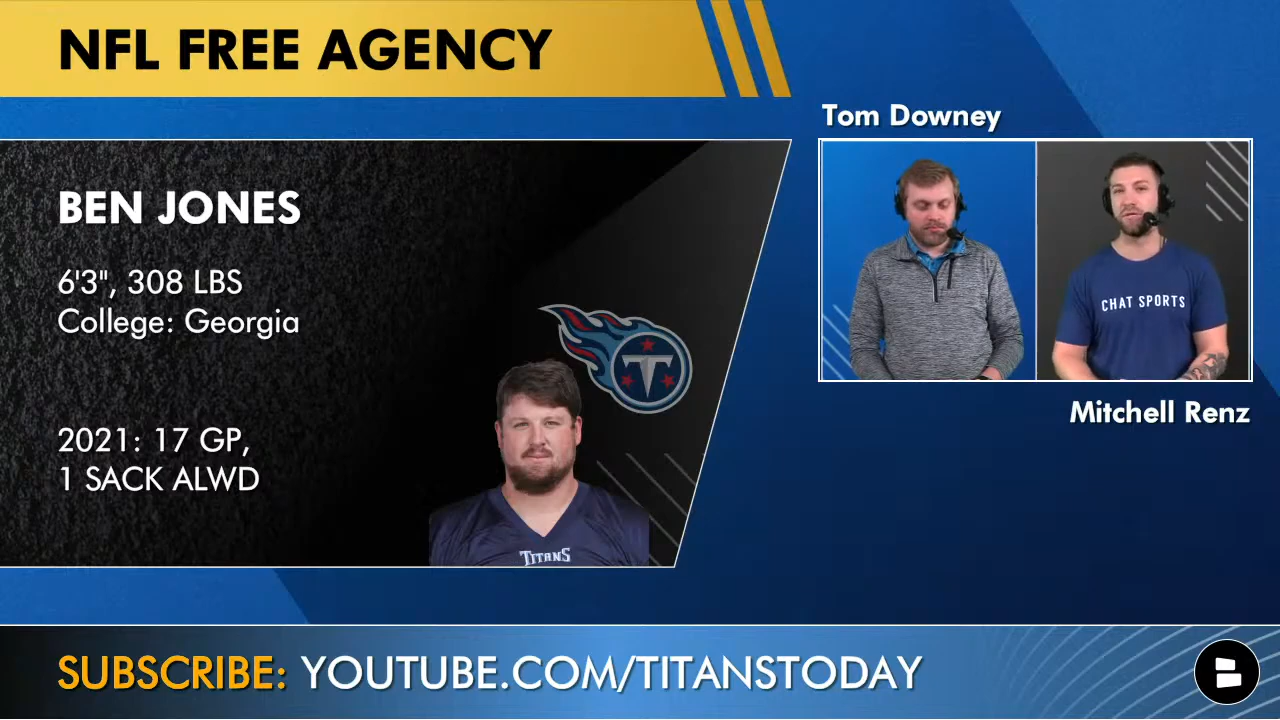 NFL FREE AGENCY
Tom Downey
BEN JONES
6'3", 308 LBS
College: Georgia
2021: 17 GP,
1 SACK ALWD
TITANS
T
CHAT SPORTS
Mitchell Renz
SUBSCRIBE: YOUTUBE.COM/TITANSTODAY